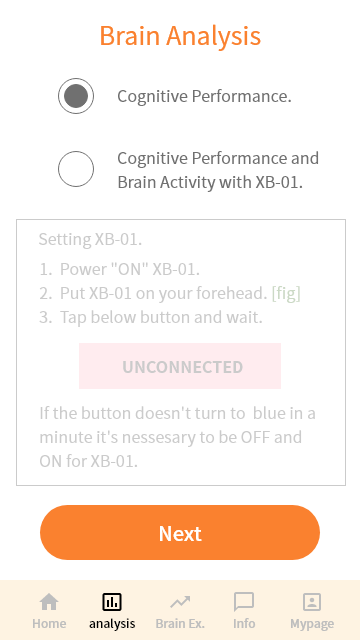 Brain Analysis
Cognitive Performance.
Cognitive Performance and
Brain Activity with XB-01.
Setting XB-01.
1. Power "ON" XB-01.
2. Put XB-01 on your forehead. [fig]
3. Tap below button and wait.
UNCONNECTED
If the button doesn't turn to  blue in a
minute it's nessesary to be OFF and
ON for XB-01.
Next
Home analysis Brain Ex. Info Mypage